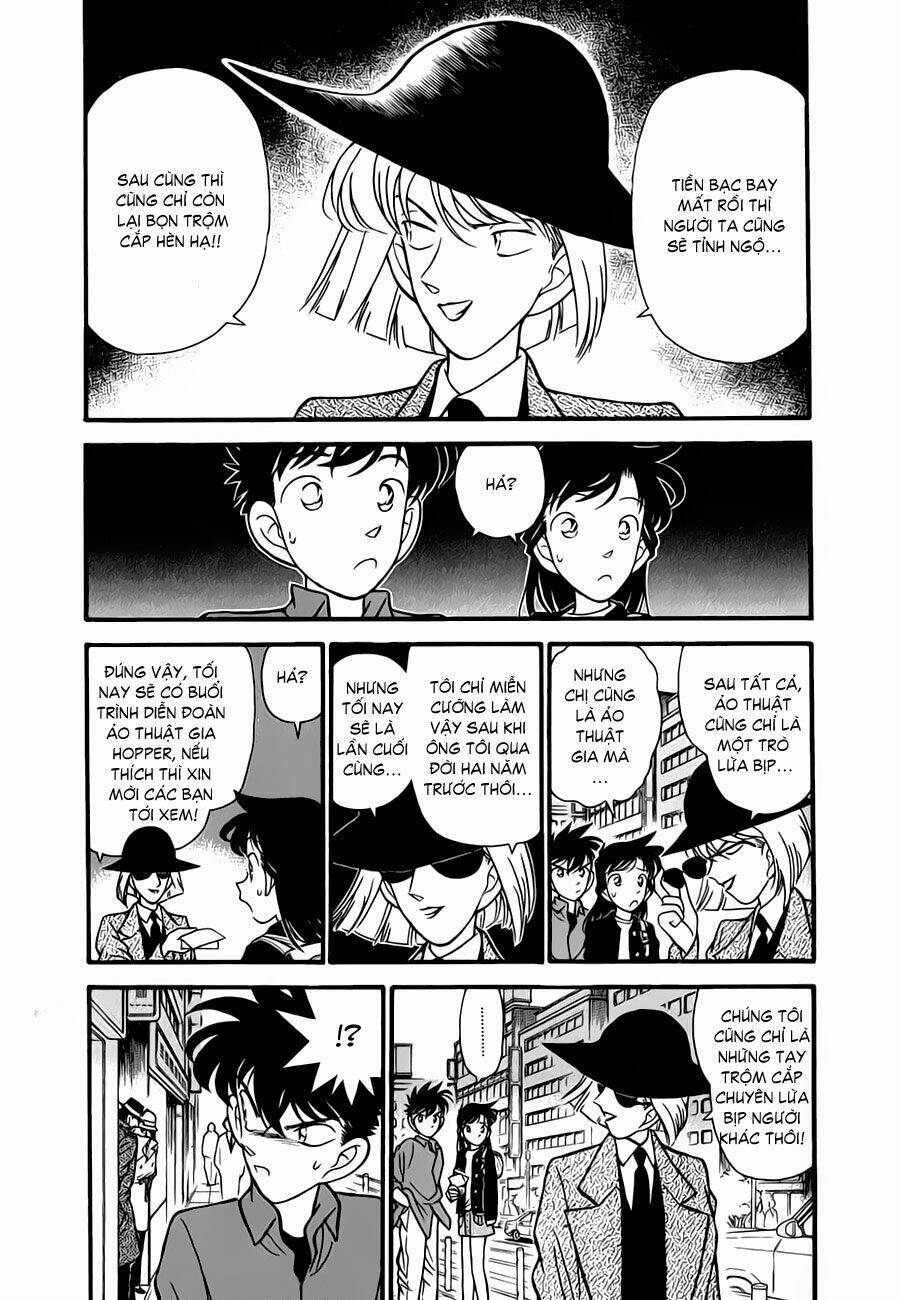 TIỀN BẠC BAY
MẤT RỒI THÌ
NGƯỜI TA CŨNG
SẼ TỈNH NGỘ...
SAU CÙNG THÌ
CŨNG CHỈ CÒN
LẠI BỌN TRỘM
CẮP HÈN HẠ!!
HẢ?
SAU TẤT CẢ,
ẢO THUẬT
CŨNG CHỈ LÀ
MỘT TRÒ
LỪA BỊP...
NHƯNG
CHỊ CŨNG
LÀ ẢO
THUẬT
GIA MÀ
...
TÔI CHỈ MIỄN
CƯỠNG LÀM
VẬY SAU KHI
ÔNG TÔI QUA
ĐỜI HAI NĂM
TRƯỚC THÔI...
NHƯNG
TỐI NAY
SẼ LÀ
LẦN CUỐI
CÙNG...
HẢ?
ĐÚNG VẬY, TỐI
NAY SẼ CÓ BUỔI
TRÌNH DIỄN ĐOÀN
ẢO THUẬT GIA
HOPPER, NẾU
THÍCH THÌ XIN
MỜI CÁC BẠN
TỚI XEM!
CHÚNG TÔI
CŨNG CHỈ LÀ
NHỮNG TAY
TRỘM CẮP
CHUYÊN LỪA
BỊP NGƯỜI
KHÁC THÔI!
.........
!?